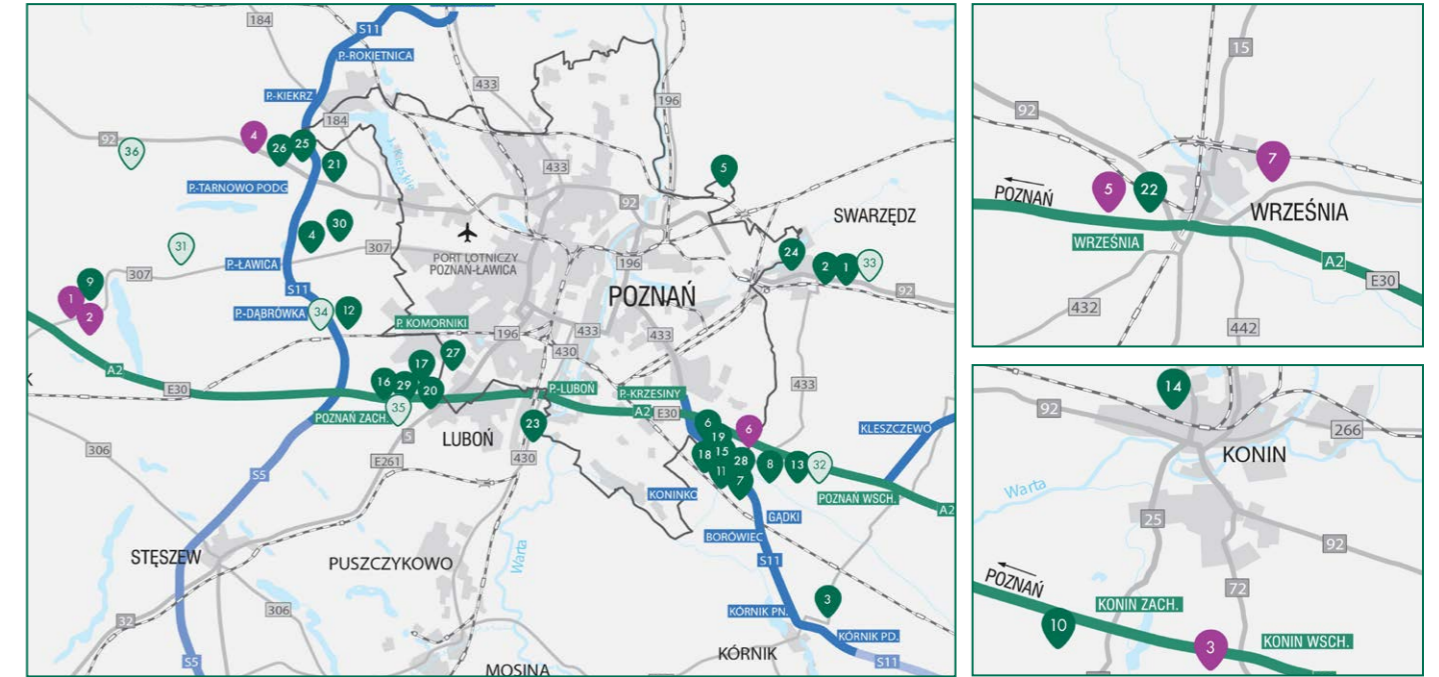 184
S11
P.-ROKIETNICA
433
P.-KIEKRZ
196
184
4
92
26
25
36
21
J. Kierskie
5
P.-TARNOWO PODG
433
92
SWARZĘDZ
30
4
31
307
PORT LOTNICZY
POZNAŃ-ŁAWICA
196
24
2
1
33
P.-ŁAWICA
307
9
1
2
S11
POZNAŃ
92
P.-DĄBRÓWKA
34
12
P. KOMORNIKI
196
433
433
430
27
17
A2
E30
16
29
20
P.-LUBOŃ
P.-KRZESINY
433
35
POZNAŃ ZACH.
A2
E30
5
LUBOŃ
23
6
6
19
KLESZCZEWO
306
E261
430
18
15
28
8
13
32
11
7
S5
KONINKO
POZNAŃ WSCH.
A2
GĄDKI
BORÓWIEC
STĘSZEW
PUSZCZYKOWO
Warta
S11
3
306
32
KÓRNIK PN.
KÓRNIK PD.
KÓRNIK
S5
MOSINA
S11
15
92
7
POZNAŃ
5
22
WRZEŚNIA
WRZEŚNIA
A2
E30
432
442
14
92
266
KONIN
Warta
25
92
POZNAŃ
72
KONIN ZACH.
10
3
KONIN WSCH.